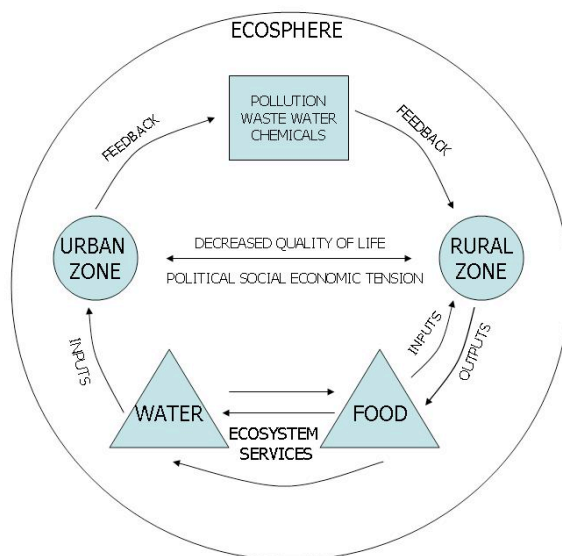 ECOSPHERE
POLLUTION
WASTE WATER
CHEMICALS
FEEDBACK
FEEDBACK
URBAN
ZONE
DECREASED QUALITY OF LIFE
POLITICAL SOCIAL ECONOMIC TENSION
RURAL
ZONE
INPUTS
INPUTS
OUTPUTS
WATER
FOOD
ECOSYSTEM
SERVICES